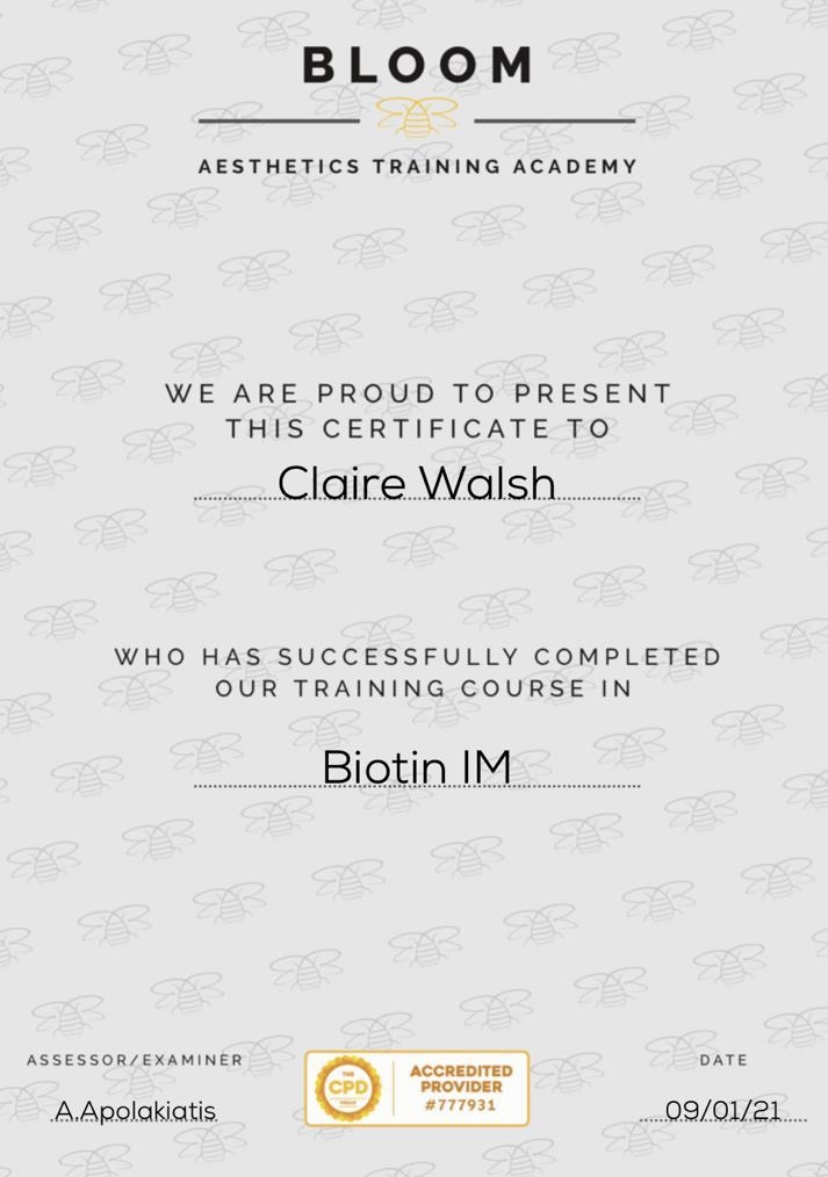 BLOOM
AESTHETICS TRAINING ACADEMY
WE ARE PROUD TO PRESENT
THIS CERTIFICATE TO
Claire Walsh
WHO HAS SUCCESSFULLY COMPLETED
OUR TRAINING COURSE IN
Biotin IM
ASSESSOR/EXAMINER
A.Apolakiatis
THE
CPD
ACCREDITED
PROVIDER
#777931
DATE
09/01/21